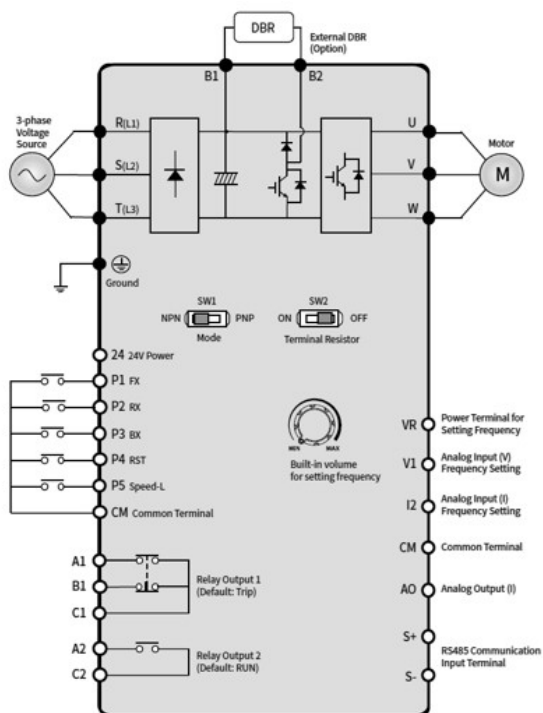 DBR
External DBR
(Option)
B1
B2
3-phase
Voltage
Source
R(L1)
S(L2)
T(L3)
U
V
W
Motor
M
Ground
SW1
NPN
PNP
Mode
SW2
ON
OFF
Terminal Resistor
24 24V Power
P1 FX
P2 RX
P3 BX
P4 RST
P5 Speed-L
CM Common Terminal
MIN
MAX
Built-in volume
for setting frequency
VR
Power Terminal for
Setting Frequency
V1
Analog Input (V)
Frequency Setting
I2
Analog Input (I)
Frequency Setting
CM
Common Terminal
AO
Analog Output (I)
S+
S-
RS485 Communication
Input Terminal
A1
B1
C1
Relay Output 1
(Default: Trip)
A2
C2
Relay Output 2
(Default: RUN)